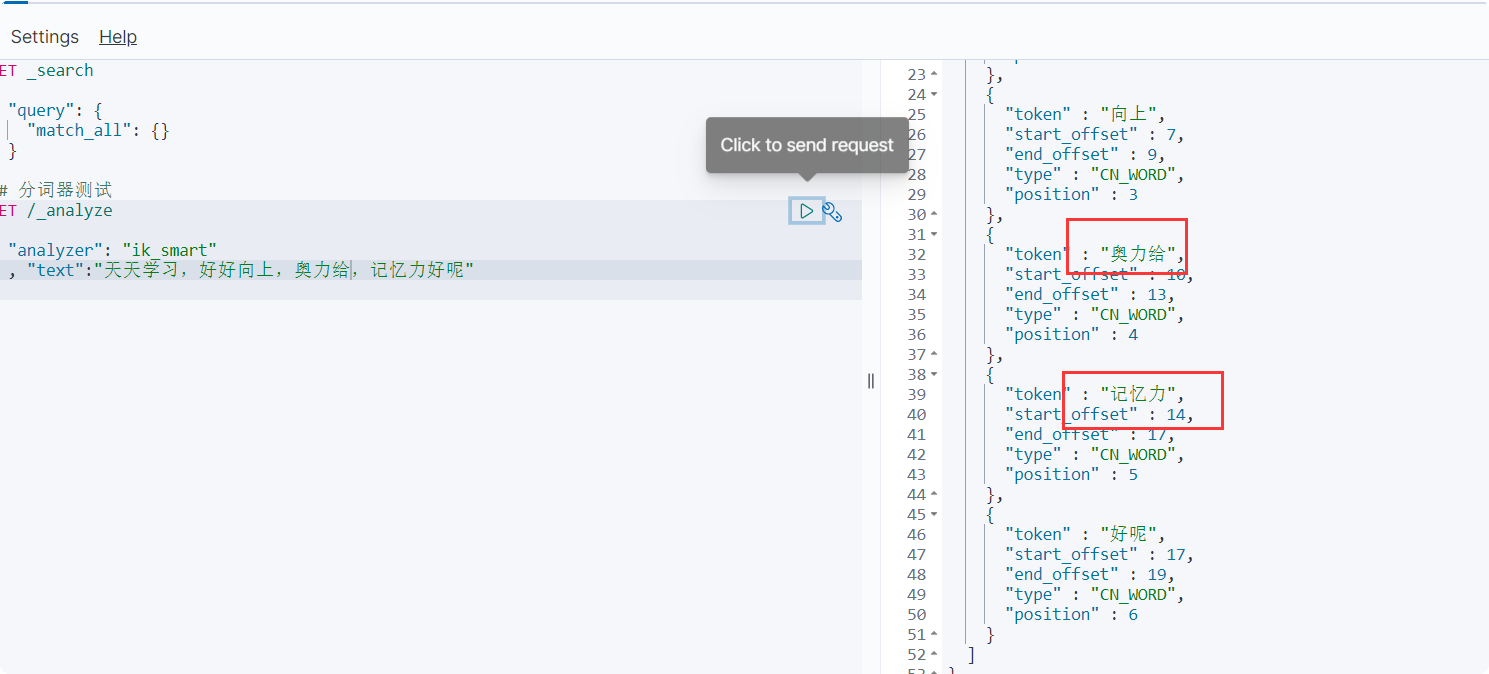 Settings Help
ET _search
"query": {
"match_all": {}
}
# 分词器测试
ET /_analyze
"analyzer": "ik_smart"
, "text":"天天学习，好好向上，奥力给，记忆力好呢"
Click to send request
23 },
24 {
25 "token" : "向上",
26 "start_offset" : 7,
27 "end_offset" : 9,
28 "type" : "CN_WORD",
29 "position" : 3
30 },
31 {
32 "token" : "奥力给",
33 "start_offset" : 10,
34 "end_offset" : 13,
35 "type" : "CN_WORD",
36 "position" : 4
37 },
38 {
39 "token" : "记忆力",
40 "start_offset" : 14,
41 "end_offset" : 17,
42 "type" : "CN_WORD",
43 "position" : 5
44 },
45 {
46 "token" : "好呢",
47 "start_offset" : 17,
48 "end_offset" : 19,
49 "type" : "CN_WORD",
50 "position" : 6
51 }
52 ]